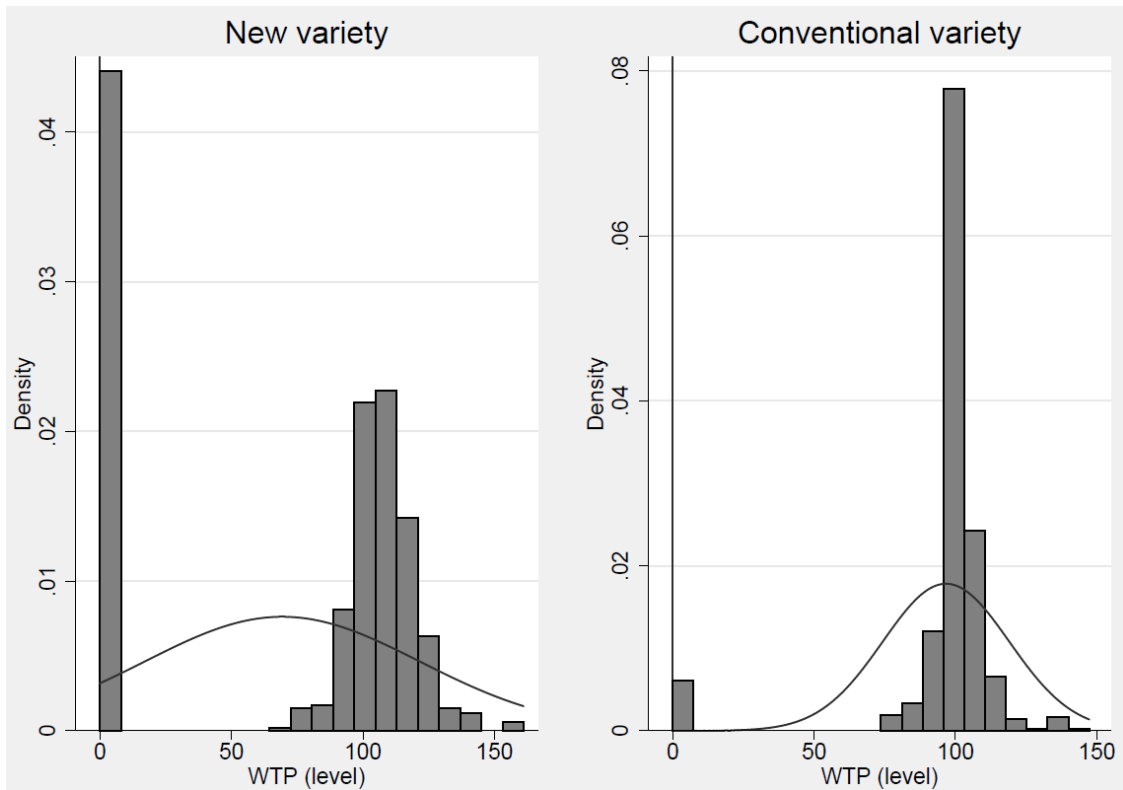 New variety
.04
.03
.02
.01
0
Density
0 50 100 150
WTP (level)
Conventional variety
.08
.06
.04
.02
0
Density
0 50 100 150
WTP (level)